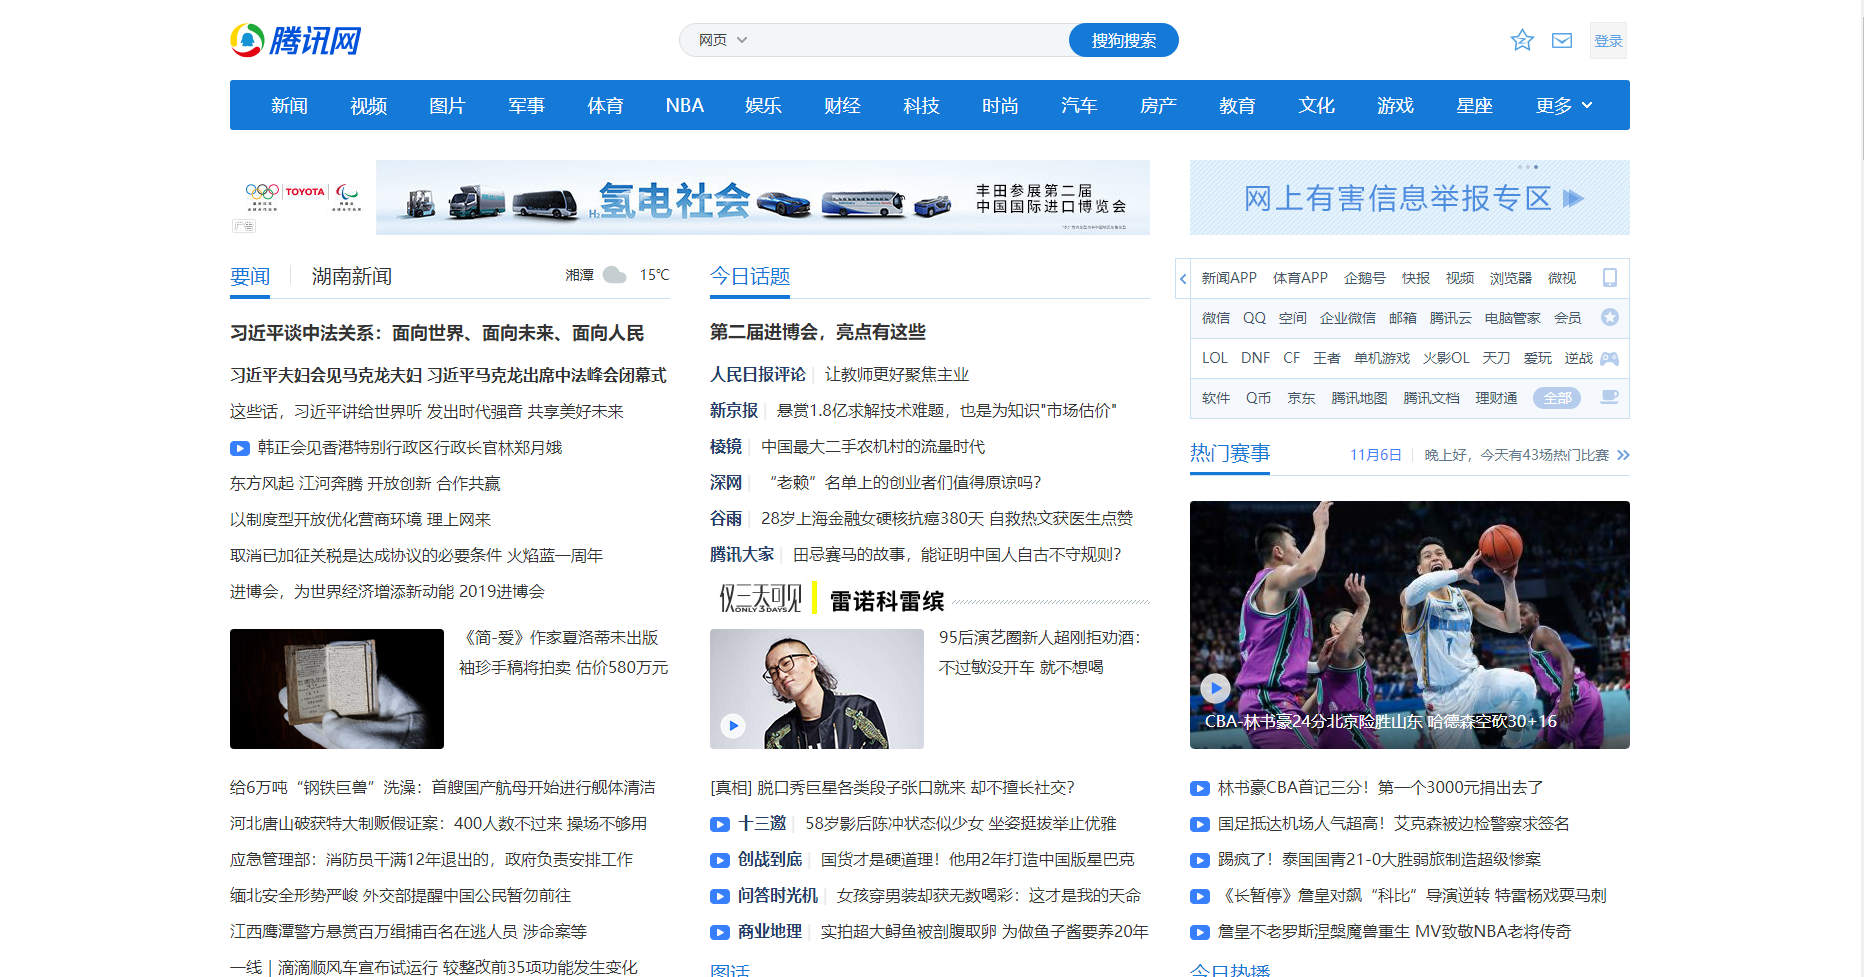 腾讯网
网页
搜狗搜索
登录
新闻 视频 图片 军事 体育 NBA 娱乐 财经 科技 时尚 汽车 房产 教育 文化 游戏 星座 更多
TOYOTA
广告
H₂氢电社会
丰田参展第二届
中国国际进口博览会
网上有害信息举报专区
要闻 湖南新闻 湘潭 15℃
习近平谈中法关系：面向世界、面向未来、面向人民
习近平夫妇会见马克龙夫妇 习近平马克龙出席中法峰会闭幕式
这些话，习近平讲给世界听 发出时代强音 共享美好未来
韩正会见香港特别行政区行政长官林郑月娥
东方风起 江河奔腾 开放创新 合作共赢
以制度型开放优化营商环境 理上网来
取消已加征关税是达成协议的必要条件 火焰蓝一周年
进博会，为世界经济增添新动能 2019进博会
《简-爱》作家夏洛蒂未出版
袖珍手稿将拍卖 估价580万元
给6万吨“钢铁巨兽”洗澡：首艘国产航母开始进行舰体清洁
河北唐山破获特大制贩假证案：400人数不过来 操场不够用
应急管理部：消防员干满12年退出的，政府负责安排工作
缅北安全形势严峻 外交部提醒中国公民暂勿前往
江西鹰潭警方悬赏百万缉捕百名在逃人员 涉命案等
一线｜滴滴顺风车宣布试运行 较整改前35项功能发生变化
今日话题
第二届进博会，亮点有这些
人民日报评论 让教师更好聚焦主业
新京报 悬赏1.8亿求解技术难题，也是为知识"市场估价"
棱镜 中国最大二手农机村的流量时代
深网 “老赖”名单上的创业者们值得原谅吗？
谷雨 28岁上海金融女硬核抗癌380天 自救热文获医生点赞
腾讯大家 田忌赛马的故事，能证明中国人自古不守规则？
仅三天可见 ONLY 3 DAYS 雷诺科雷缤
95后演艺圈新人超刚拒劝酒：
不过敏没开车 就不想喝
[真相] 脱口秀巨星各类段子张口就来 却不擅长社交？
十三邀 58岁影后陈冲状态似少女 坐姿挺拔举止优雅
创战到底 国货才是硬道理！他用2年打造中国版星巴克
问答时光机 女孩穿男装却获无数喝彩：这才是我的天命
商业地理 实拍超大鲟鱼被剖腹取卵 为做鱼子酱要养20年
图话
新闻APP 体育APP 企鹅号 快报 视频 浏览器 微视
微信 QQ 空间 企业微信 邮箱 腾讯云 电脑管家 会员
LOL DNF CF 王者 单机游戏 火影OL 天刀 爱玩 逆战
软件 Q币 京东 腾讯地图 腾讯文档 理财通 全部
热门赛事 11月6日 晚上好，今天有43场热门比赛
CBA-林书豪24分北京险胜山东 哈德森空砍30+16
林书豪CBA首记三分！第一个3000元捐出去了
国足抵达机场人气超高！艾克森被边检警察求签名
踢疯了！泰国国青21-0大胜弱旅制造超级惨案
《长暂停》詹皇对飙“科比”导演逆转 特雷杨戏耍马刺
詹皇不老罗斯涅槃魔兽重生 MV致敬NBA老将传奇
今日热播